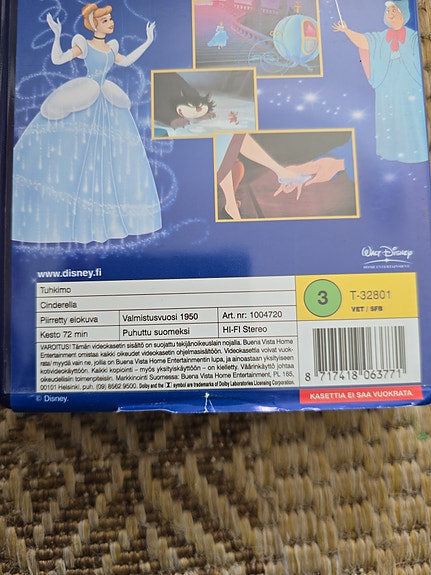 www.disney.fi
WALT DISNEY
HOME ENTERTAINMENT
Tuhkimo
Cinderella
Piirretty elokuva Valmistusvuosi 1950 Art.nr: 1004720
Kesto 72 min Puhuttu suomeksi HI-FI Stereo
VAROITUS! Tämän videokasetin sisältö on suojattu tekijänoikeuslain nojalla. Buena Vista Home
Entertainment omistaa kaikki oikeudet videokasetin ohjelmasisältöön. Videokasettia voivat vuok-
rata/ myydä vain ne, joilla on Buena Vista Home Entertainmentin lupa, ja ainoastaan yksityiseen
kotivideokäyttöön. Kaikki kopiointi – myös yksityiskäyttöön – on kielletty. Väärinkäyttö johtaa
oikeudellisiin toimenpiteisiin. Markkinointi Suomessa: Buena Vista Home Entertainment, PL 165,
00101 Helsinki, puh. (09) 8562 9500. Dolby and the DD symbol are trademarks of Dolby Laboratories Licensing Corporation.
3 T-32801
VET / SFB
8 717418 063771
KASETTIA EI SAA VUOKRATA
© Disney.